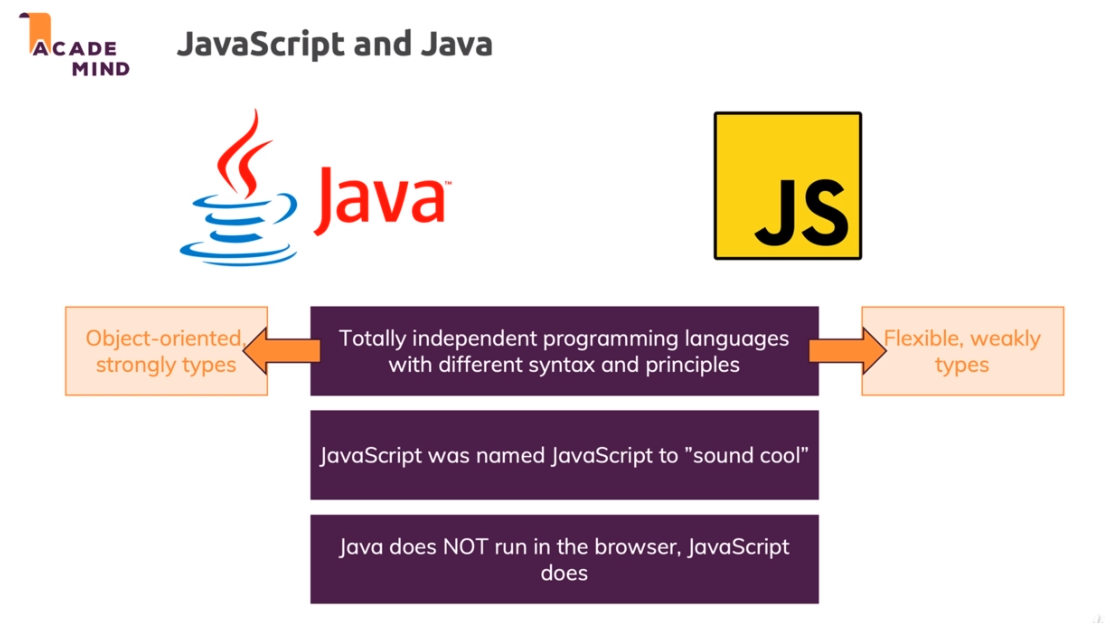 ACADE
MIND
JavaScript and Java
Java™
JS
Object-oriented,
strongly types
Totally independent programming languages
with different syntax and principles
Flexible, weakly
types
JavaScript was named JavaScript to ”sound cool”
Java does NOT run in the browser, JavaScript
does